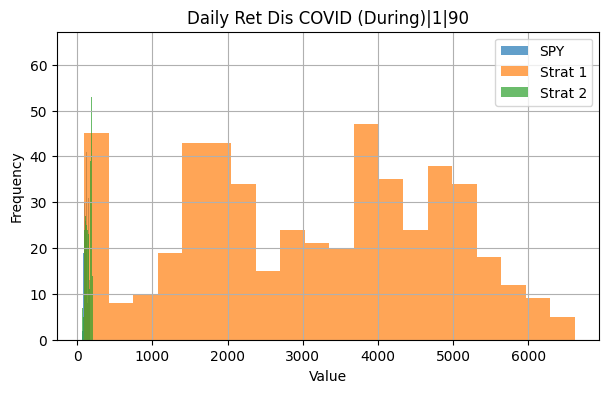 Daily Ret Dis COVID (During)|1|90
SPY
Strat 1
Strat 2
60
50
40
30
20
10
0
Frequency
0 1000 2000 3000 4000 5000 6000
Value